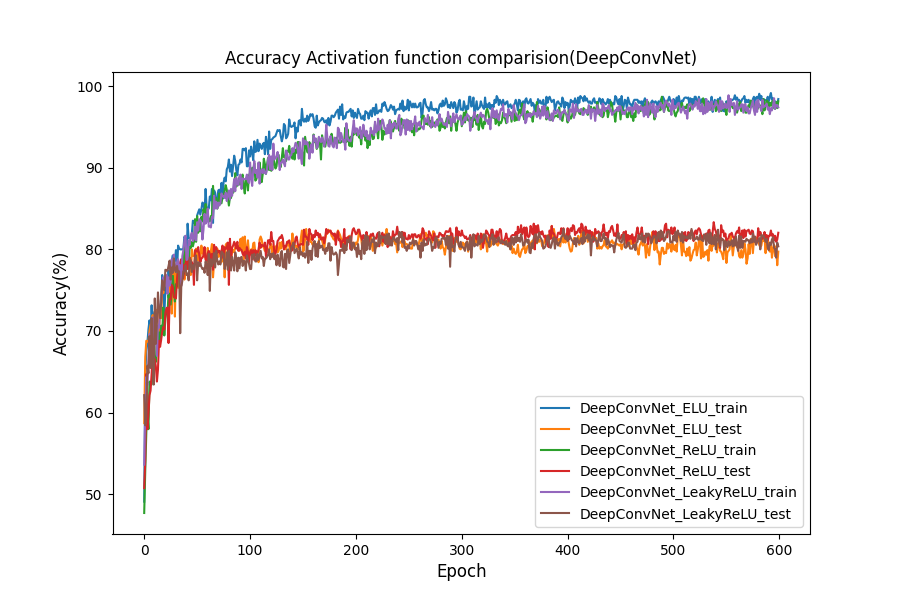 Accuracy Activation function comparision(DeepConvNet)
Accuracy(%)
100
90
80
70
60
50
0 100 200 300 400 500 600
Epoch
DeepConvNet_ELU_train
DeepConvNet_ELU_test
DeepConvNet_ReLU_train
DeepConvNet_ReLU_test
DeepConvNet_LeakyReLU_train
DeepConvNet_LeakyReLU_test